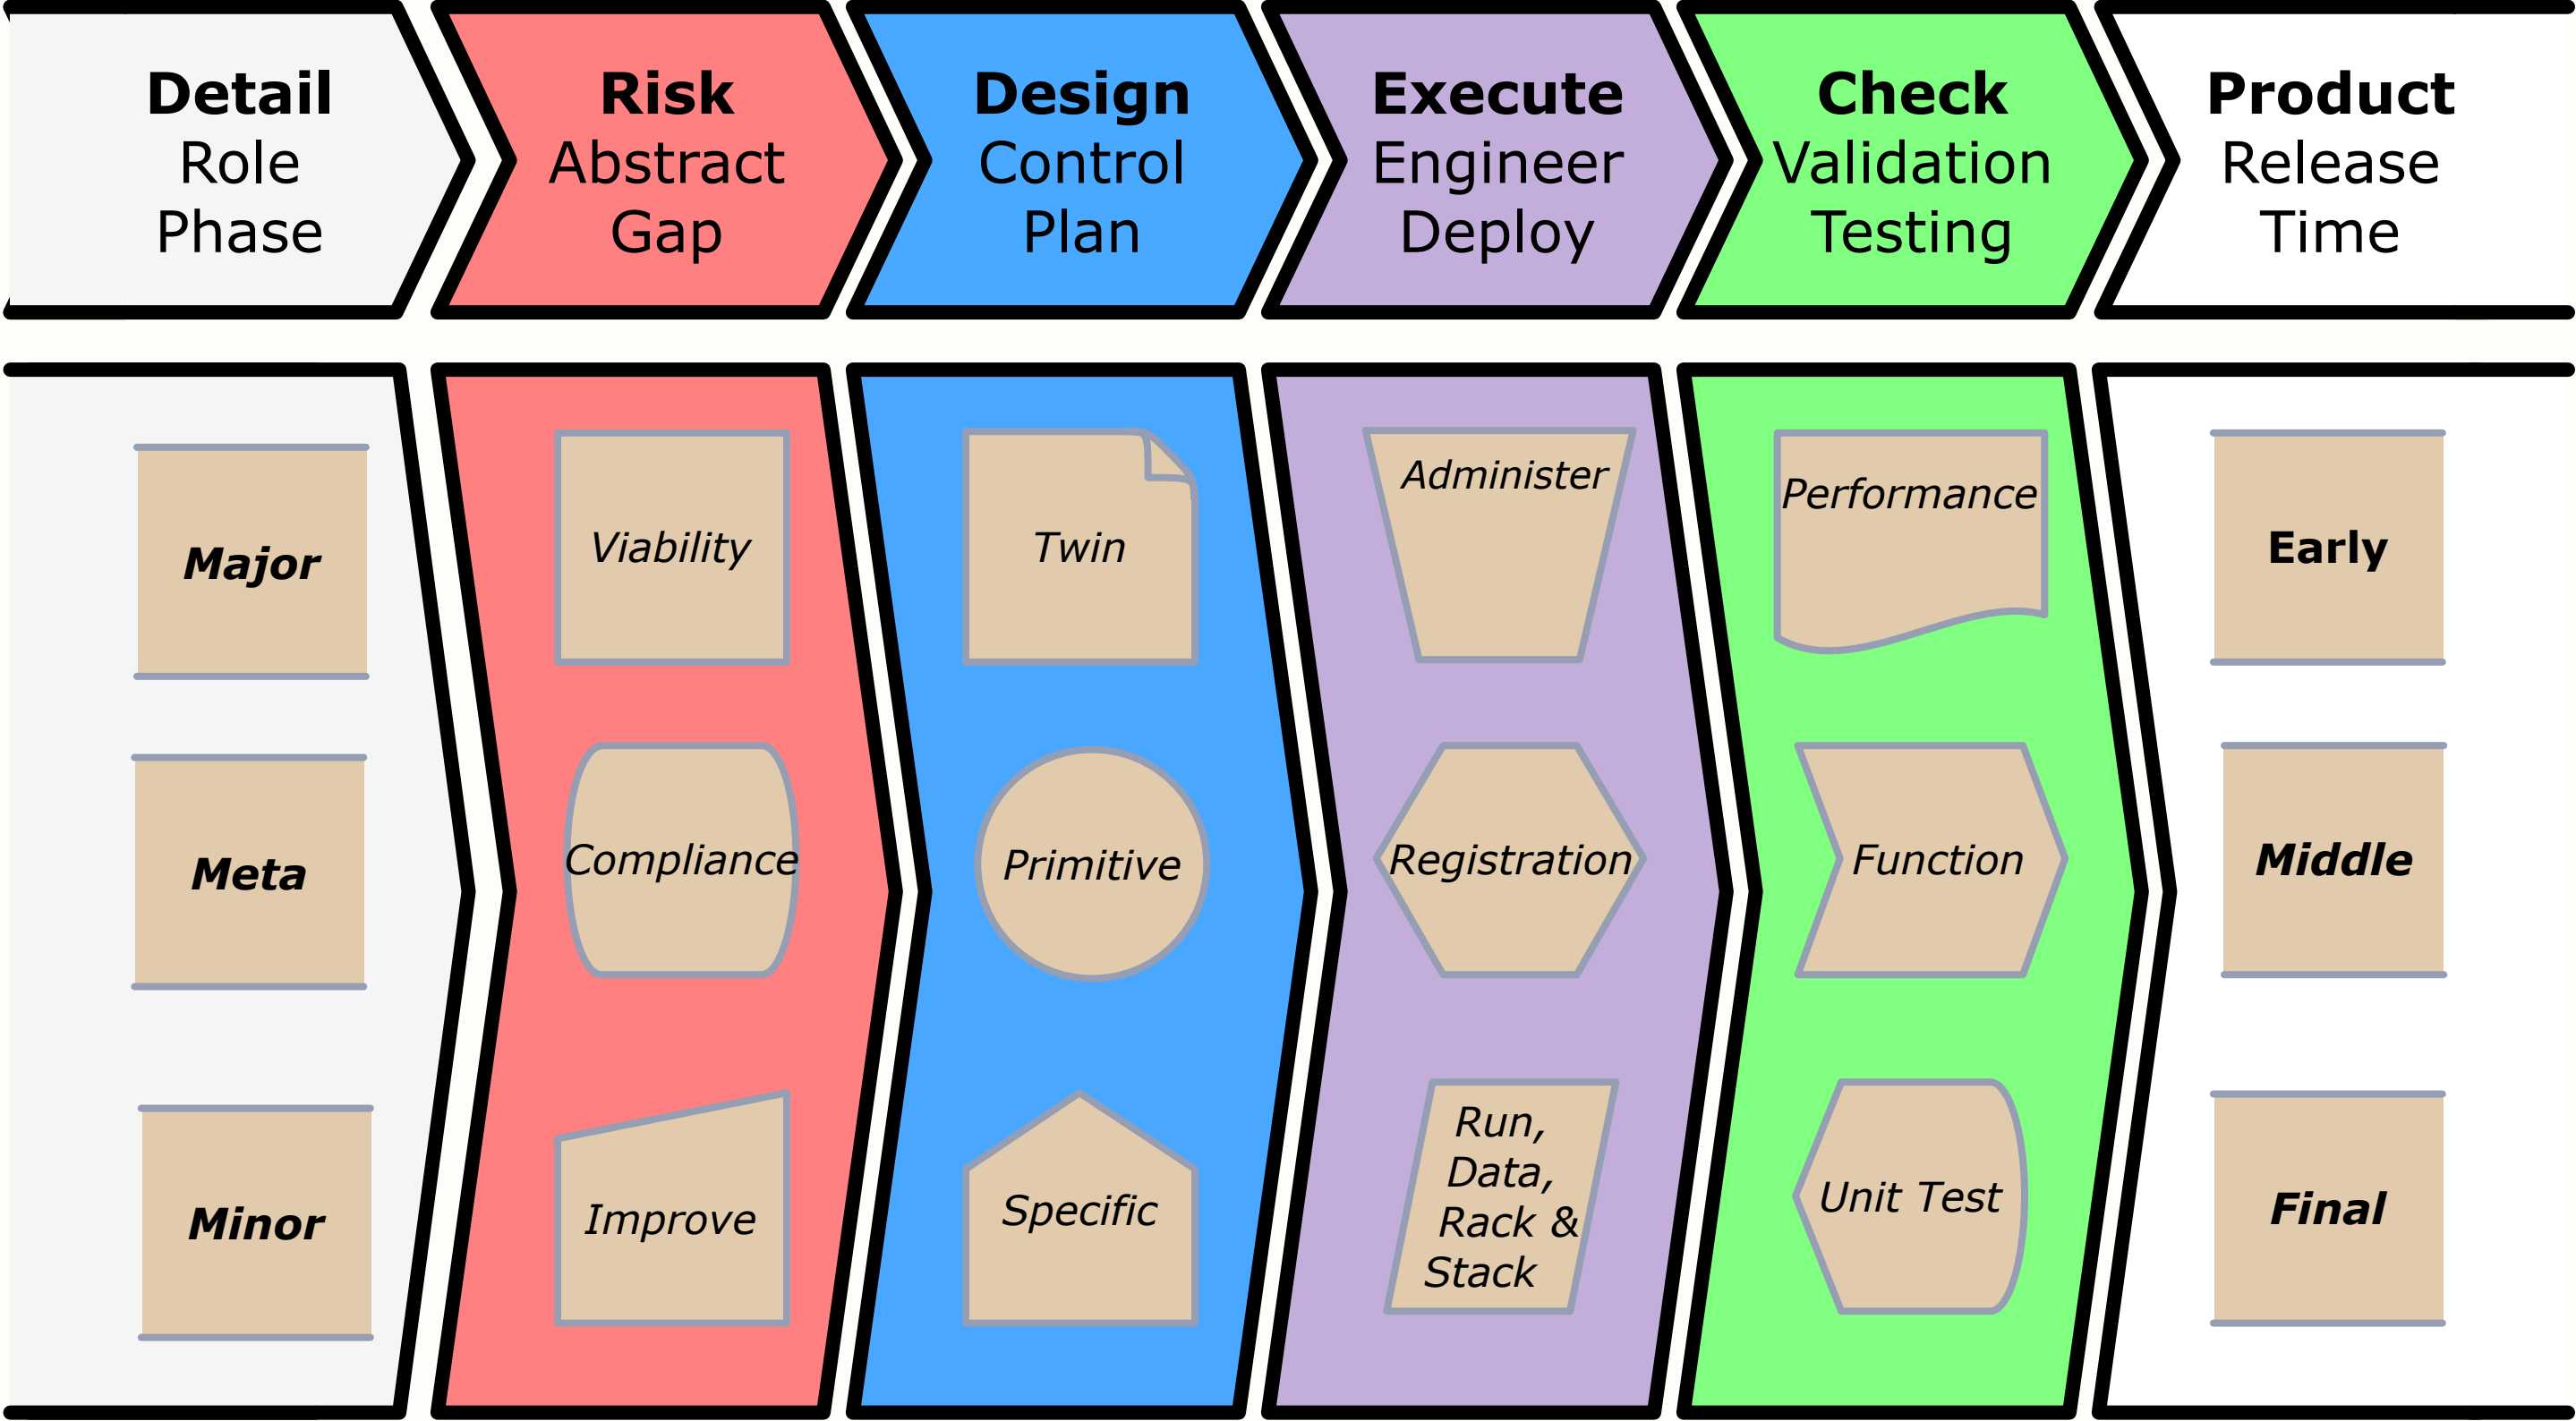 Detail
Role
Phase
Risk
Abstract
Gap
Design
Control
Plan
Execute
Engineer
Deploy
Check
Validation
Testing
Product
Release
Time
Major
Viability
Twin
Administer
Performance
Early
Meta
Compliance
Primitive
Registration
Function
Middle
Minor
Improve
Specific
Run,
Data,
Rack &
Stack
Unit Test
Final